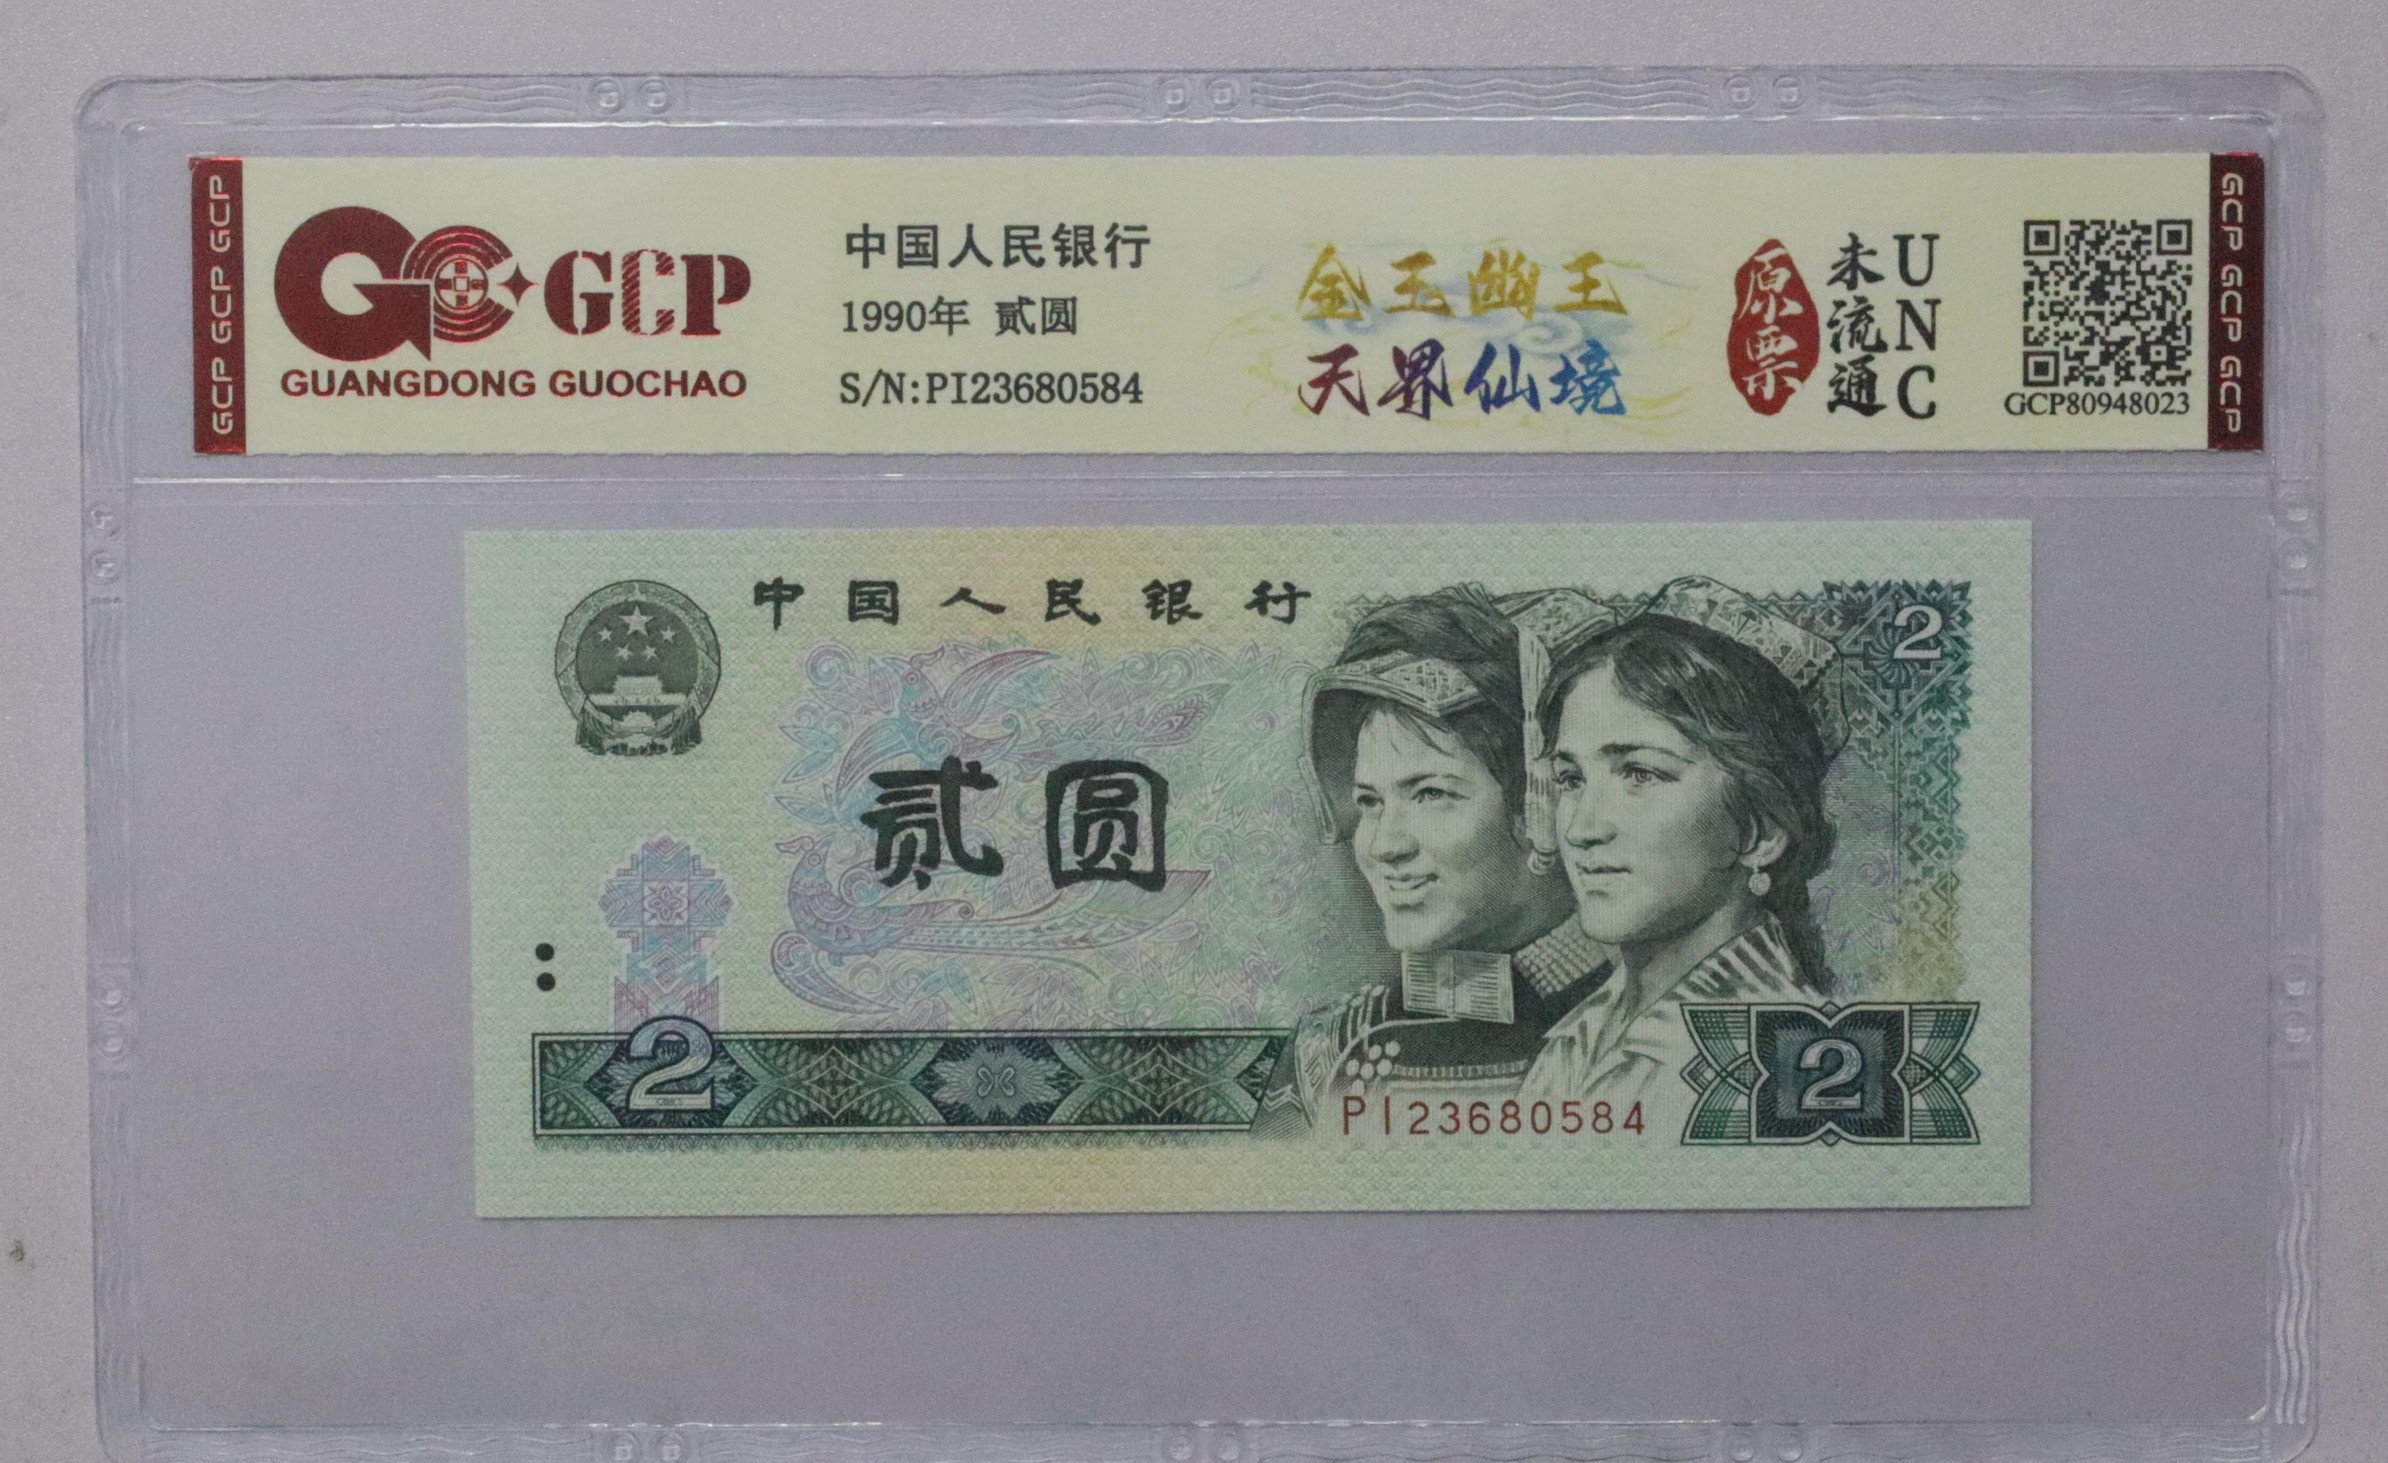 GCP GCP GCP
GCP
GUANGDONG GUOCHAO
中国人民银行
1990年 贰圆
S/N:PI23680584
金玉幽王
天界仙境
原票
未流通
UNC
GCP80948023
GCP GCP GCP
中国人民银行
2
贰圆
2
PI23680584
2